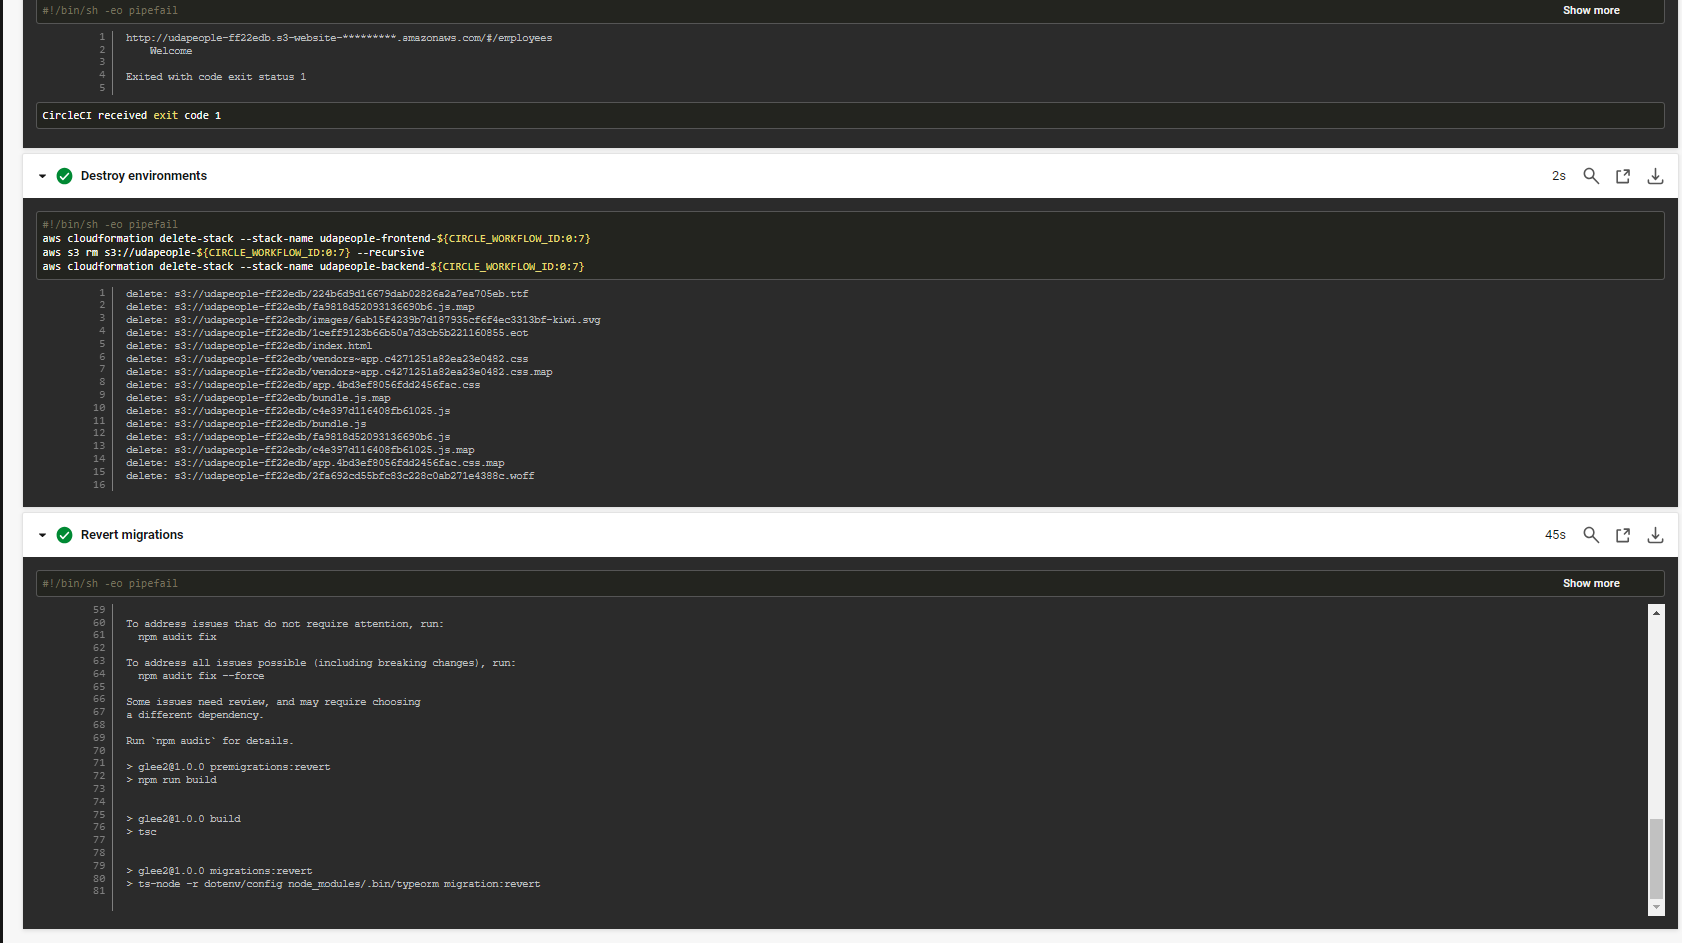 #!/bin/sh -eo pipefail
Show more
1 http://udapeople-ff22edb.s3-website-*********.amazonaws.com/#/employees
2 Welcome
3
4 Exited with code exit status 1
5
CircleCI received exit code 1
Destroy environments
2s
#!/bin/sh -eo pipefail
aws cloudformation delete-stack --stack-name udapeople-frontend-${CIRCLE_WORKFLOW_ID:0:7}
aws s3 rm s3://udapeople-${CIRCLE_WORKFLOW_ID:0:7} --recursive
aws cloudformation delete-stack --stack-name udapeople-backend-${CIRCLE_WORKFLOW_ID:0:7}
1 delete: s3://udapeople-ff22edb/224b6d9d16679dab02826a2a7ea705eb.ttf
2 delete: s3://udapeople-ff22edb/fa9818d52093136690b6.js.map
3 delete: s3://udapeople-ff22edb/images/6ab15f4239b7d187935cf6f4ec3313bf-kiwi.svg
4 delete: s3://udapeople-ff22edb/1ceff9123b66b50a7d3cb5b221160855.eot
5 delete: s3://udapeople-ff22edb/index.html
6 delete: s3://udapeople-ff22edb/vendors~app.c4271251a82ea23e0482.css
7 delete: s3://udapeople-ff22edb/vendors~app.c4271251a82ea23e0482.css.map
8 delete: s3://udapeople-ff22edb/app.4bd3ef8056fdd2456fac.css
9 delete: s3://udapeople-ff22edb/bundle.js.map
10 delete: s3://udapeople-ff22edb/c4e397d116408fb61025.js
11 delete: s3://udapeople-ff22edb/bundle.js
12 delete: s3://udapeople-ff22edb/fa9818d52093136690b6.js
13 delete: s3://udapeople-ff22edb/c4e397d116408fb61025.js.map
14 delete: s3://udapeople-ff22edb/app.4bd3ef8056fdd2456fac.css.map
15 delete: s3://udapeople-ff22edb/2fa692cd55bfc83c228c0ab271e4388c.woff
16
Revert migrations
45s
#!/bin/sh -eo pipefail
Show more
59
60 To address issues that do not require attention, run:
61 npm audit fix
62
63 To address all issues possible (including breaking changes), run:
64 npm audit fix --force
65
66 Some issues need review, and may require choosing
67 a different dependency.
68
69 Run `npm audit` for details.
70
71 > glee2@1.0.0 premigrations:revert
72 > npm run build
73
74
75 > glee2@1.0.0 build
76 > tsc
77
78
79 > glee2@1.0.0 migrations:revert
80 > ts-node -r dotenv/config node_modules/.bin/typeorm migration:revert
81